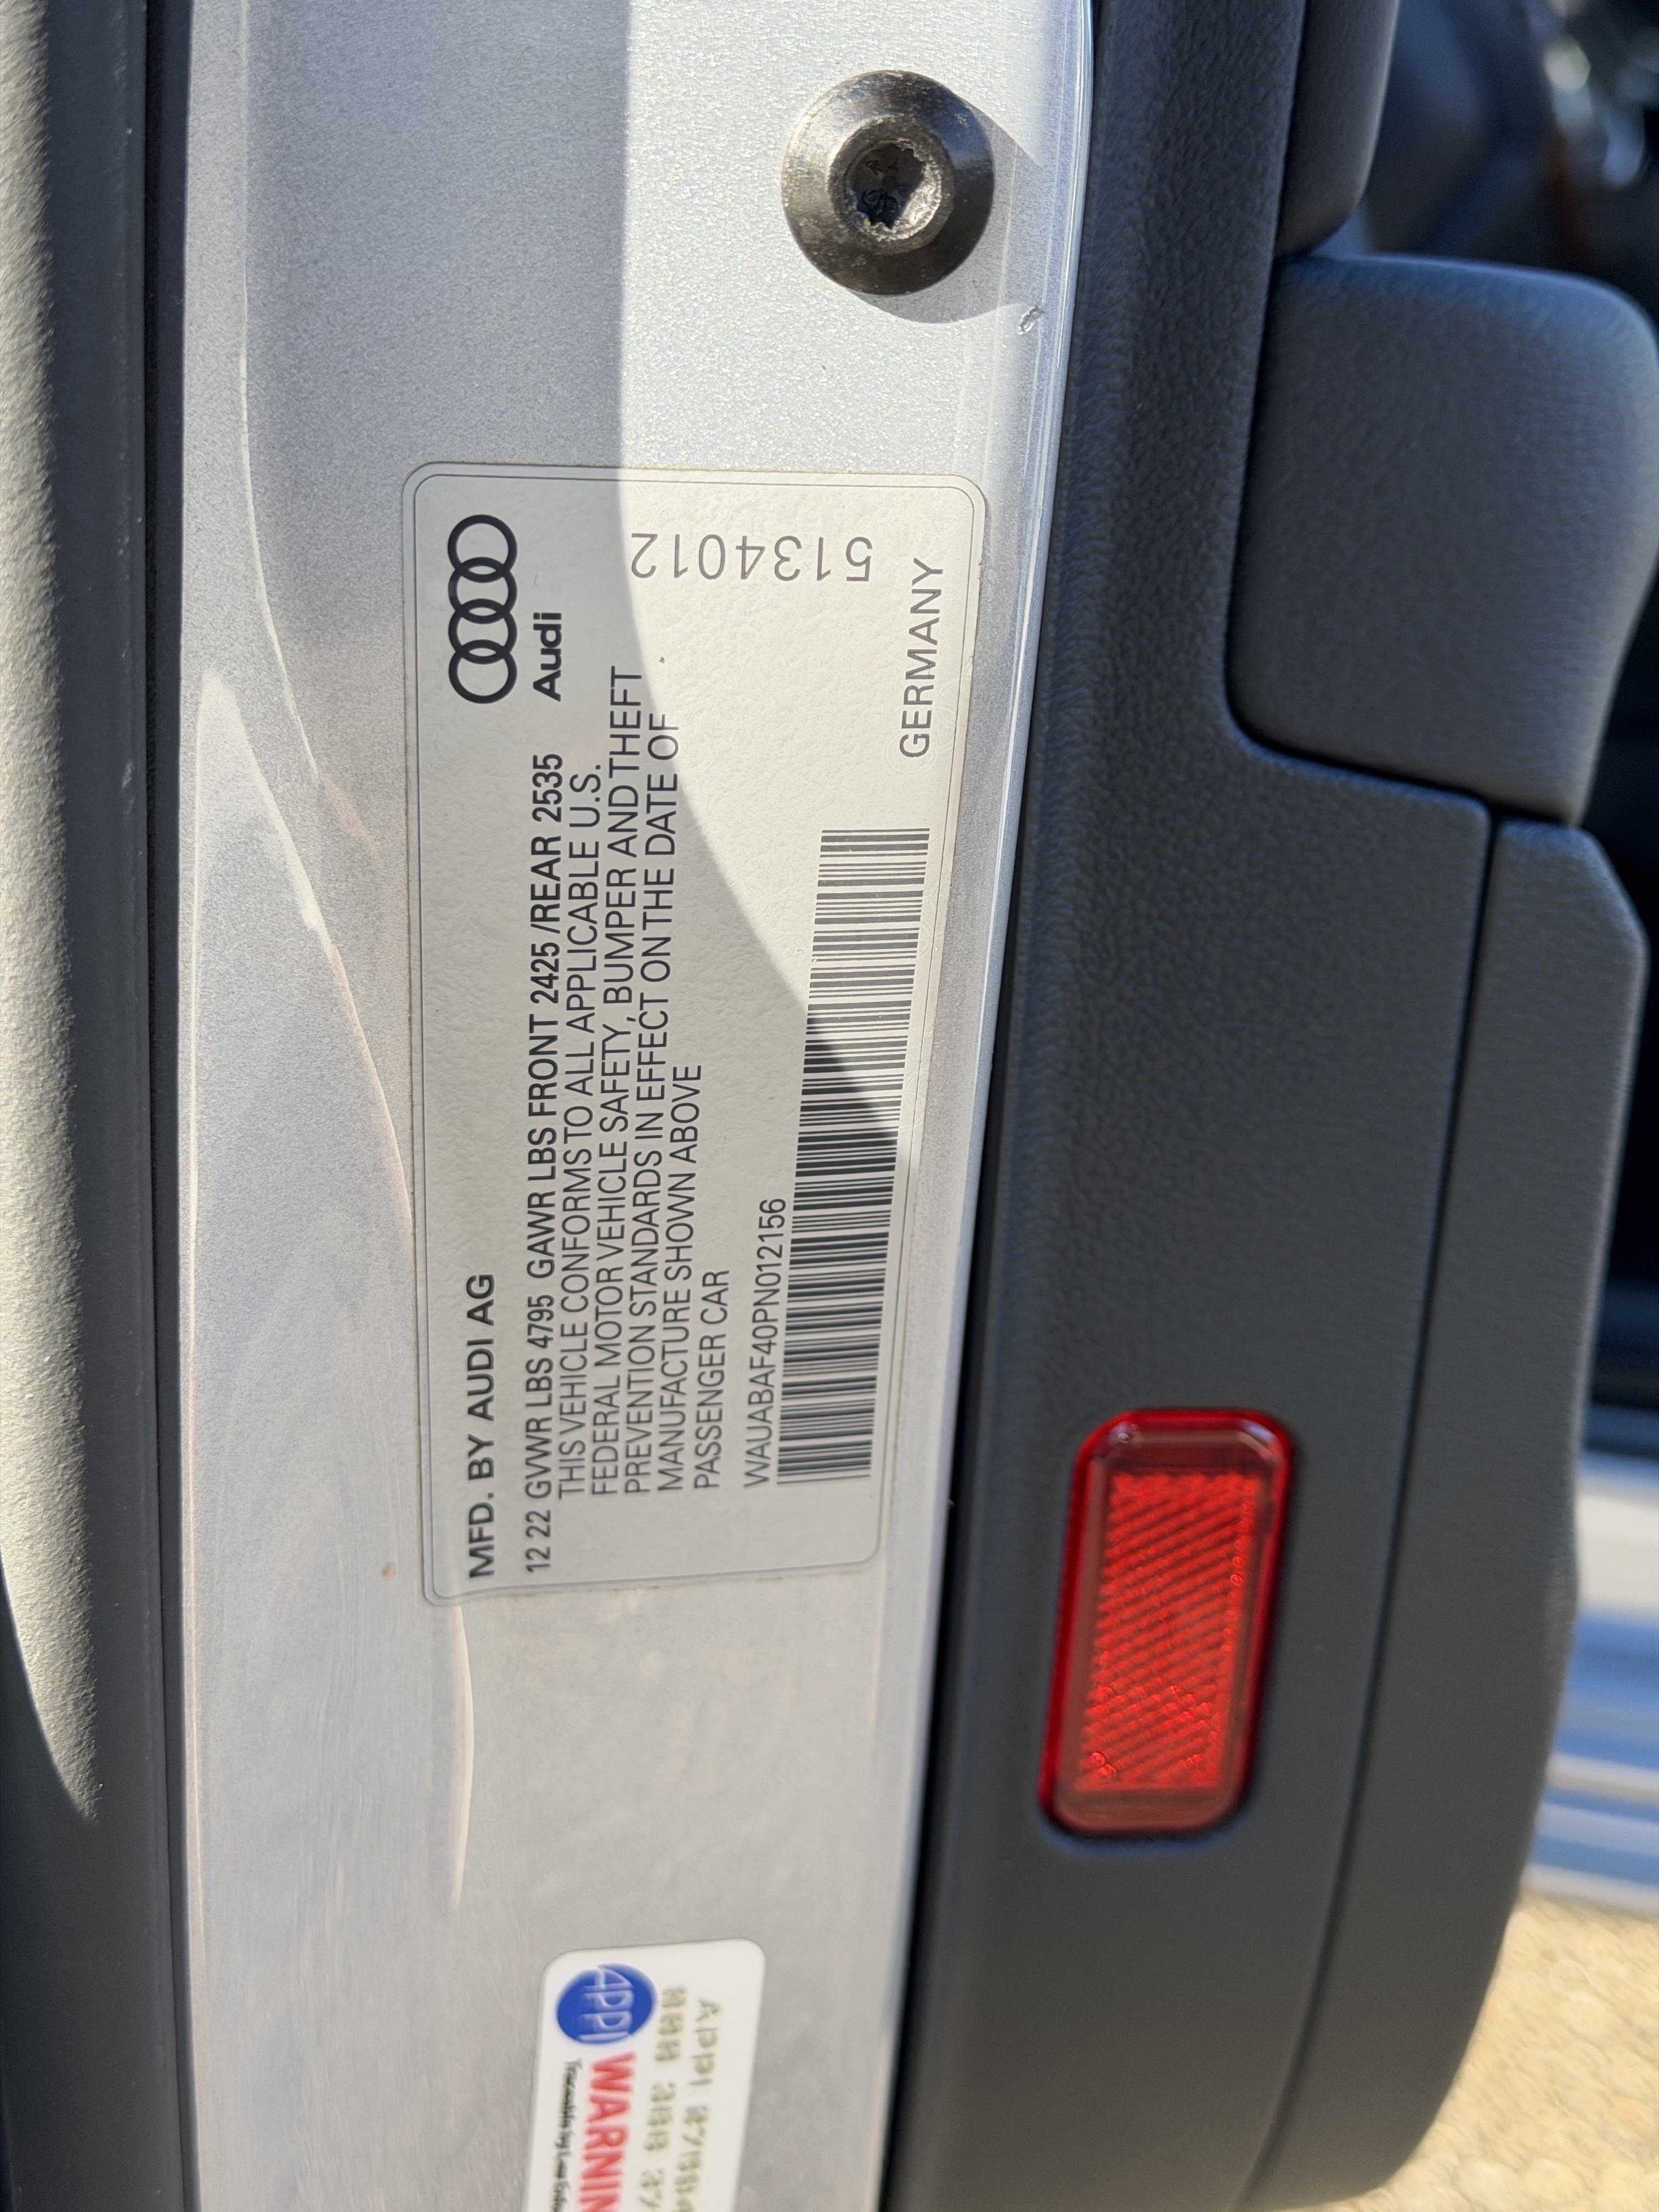 MFD. BY AUDI AG
Audi
12 22 GVWR LBS 4795 GAWR LBS FRONT 2425 /REAR 2535
THIS VEHICLE CONFORMS TO ALL APPLICABLE U.S.
FEDERAL MOTOR VEHICLE SAFETY, BUMPER AND THEFT
PREVENTION STANDARDS IN EFFECT ON THE DATE OF
MANUFACTURE SHOWN ABOVE
PASSENGER CAR
5134012
WAUABAF40PN012156
GERMANY
APPI
WARNIN